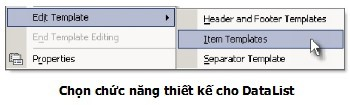 Edit Template
End Template Editing
Properties
Header and Footer Templates
Item Templates
Separator Template
Chọn chức năng thiết kế cho DataList